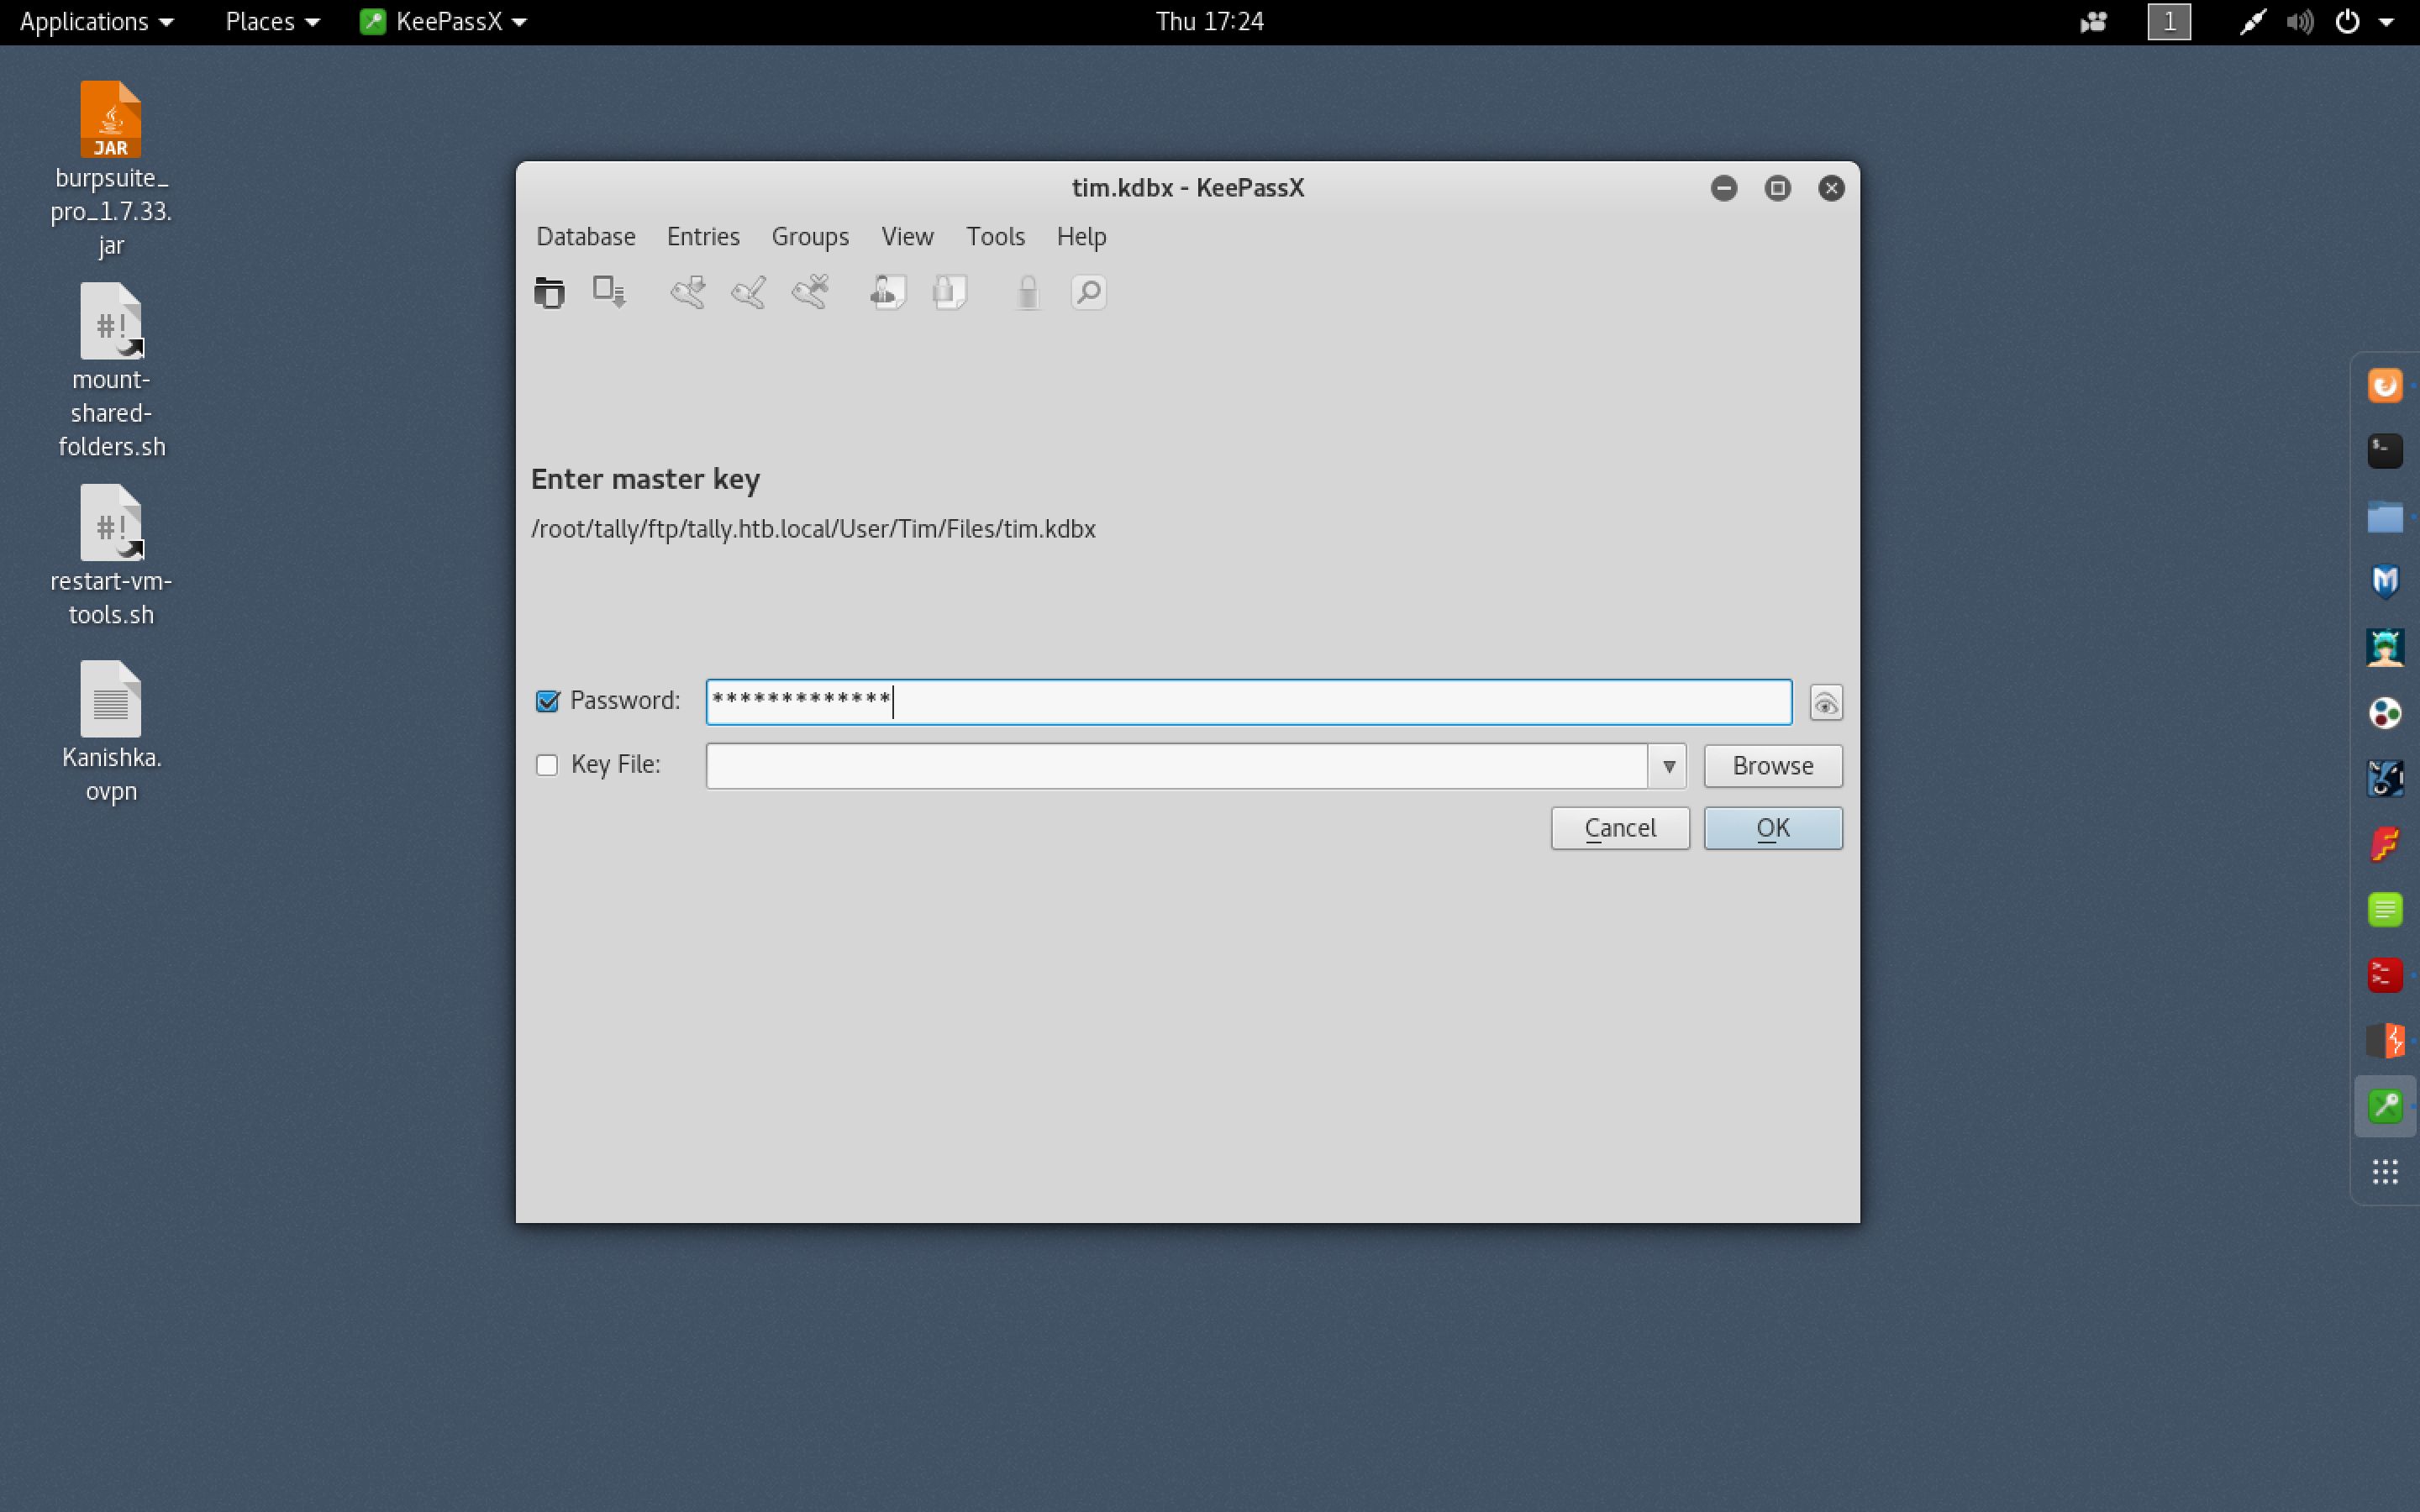 Applications Places KeePassX Thu 17:24 1
JAR
burpsuite_
pro_1.7.33.
jar
#!
mount-
shared-
folders.sh
#!
restart-vm-
tools.sh
Kanishka.
ovpn
tim.kdbx - KeePassX
Database Entries Groups View Tools Help
Enter master key
/root/tally/ftp/tally.htb.local/User/Tim/Files/tim.kdbx
Password: *************
Key File: Browse
Cancel OK